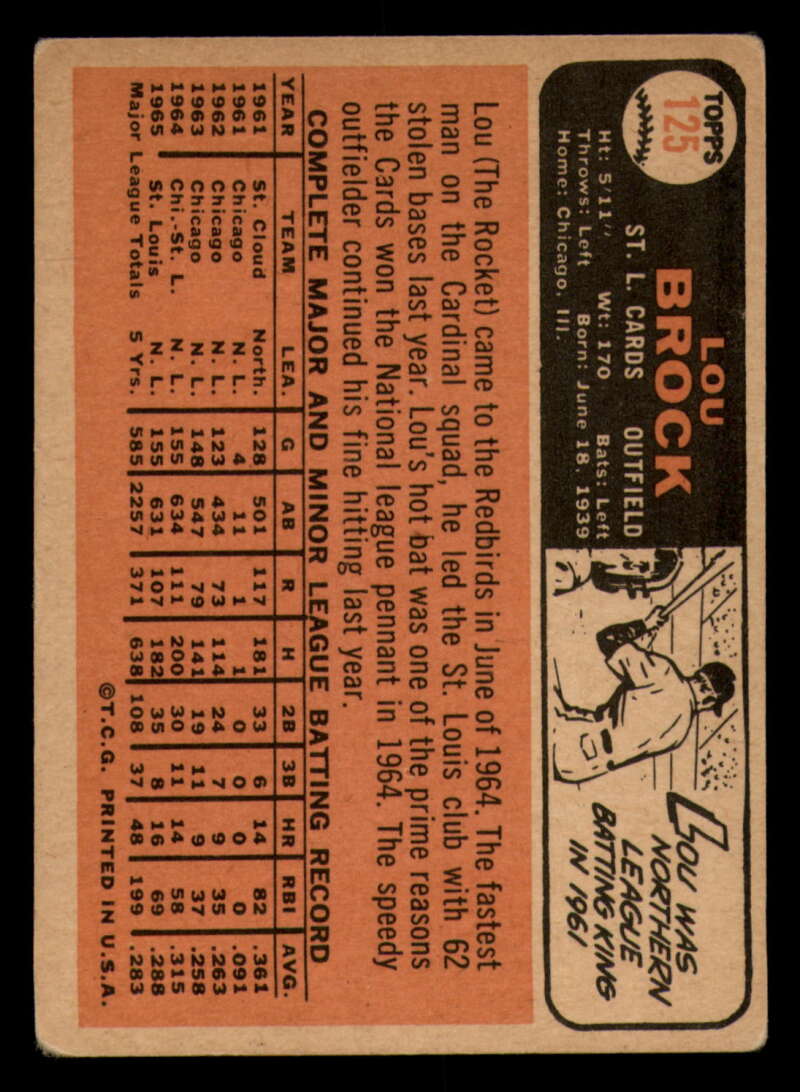 TOPPS
125
LOU
BROCK
ST. L. CARDS OUTFIELD
Ht: 5'11" Wt: 170 Bats: Left
Throws: Left Born: June 18, 1939
Home: Chicago, Ill.
LOU WAS
NORTHERN
LEAGUE
BATTING KING
IN 1961
Lou (The Rocket) came to the Redbirds in June of 1964. The fastest
man on the Cardinal squad, he led the St. Louis club with 62
stolen bases last year. Lou's hot bat was one of the prime reasons
the Cards won the National league pennant in 1964. The speedy
outfielder continued his fine hitting last year.
COMPLETE MAJOR AND MINOR LEAGUE BATTING RECORD
YEAR TEAM LEA. G AB R H 2B 3B HR RBI AVG.
1961 St. Cloud North. 128 501 117 181 33 6 14 82 .361
1961 Chicago N. L. 4 11 1 1 0 0 0 0 .091
1962 Chicago N. L. 123 434 73 114 24 7 9 35 .263
1963 Chicago N. L. 148 547 79 141 19 11 9 37 .258
1964 Chi.-St. L. N. L. 155 634 111 200 30 11 14 58 .315
1965 St. Louis N. L. 155 631 107 182 35 8 16 69 .288
Major League Totals 5 Yrs. 585 2257 371 638 108 37 48 199 .283
©T.C.G. PRINTED IN U.S.A.